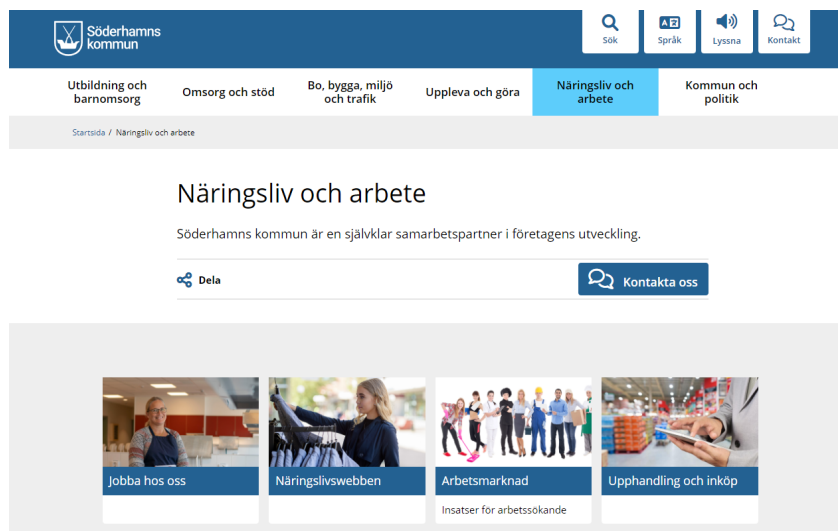 Söderhamns
kommun
Sök
Språk
Lyssna
Kontakt
Utbildning och
barnomsorg
Omsorg och stöd
Bo, bygga, miljö
och trafik
Uppleva och göra
Näringsliv och
arbete
Kommun och
politik
Startsida / Näringsliv och arbete
Näringsliv och arbete
Söderhamns kommun är en självklar samarbetspartner i företagens utveckling.
Dela
Kontakta oss
Jobba hos oss
Näringslivswebben
Arbetsmarknad
Insatser för arbetssökande
Upphandling och inköp